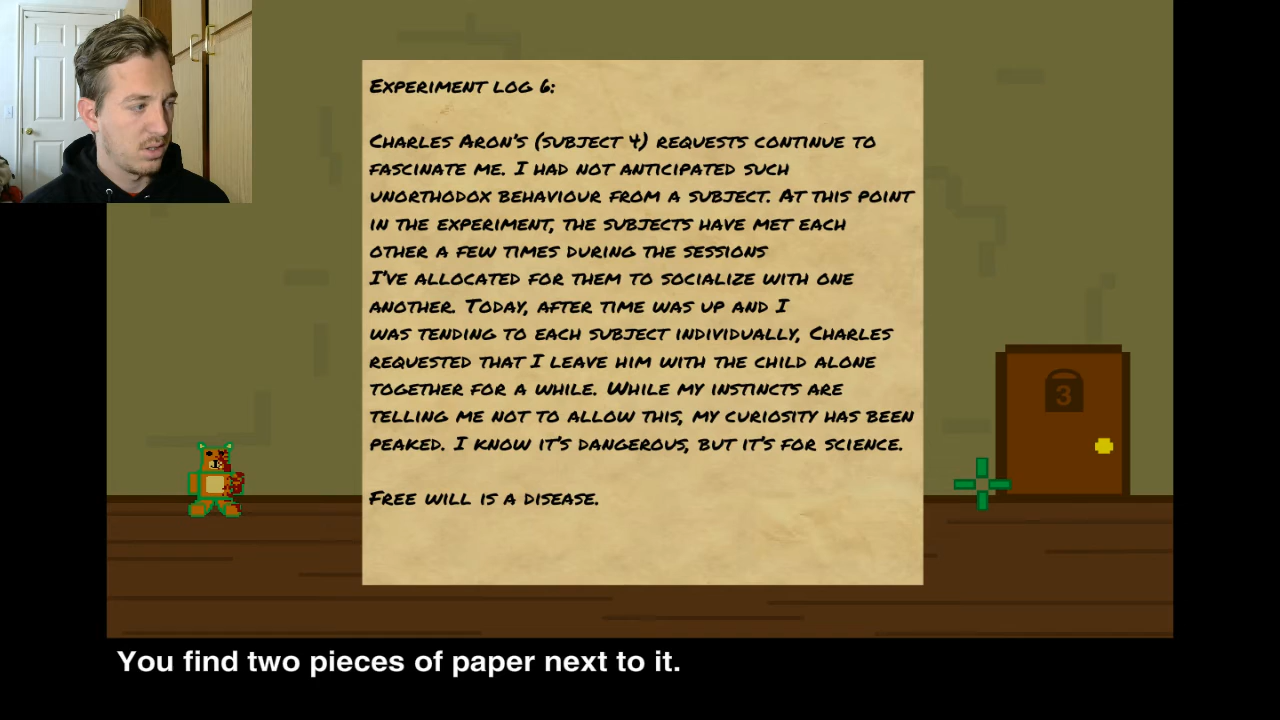 EXPERIMENT LOG 6:
CHARLES ARON'S (SUBJECT 4) REQUESTS CONTINUE TO
FASCINATE ME. I HAD NOT ANTICIPATED SUCH
UNORTHODOX BEHAVIOUR FROM A SUBJECT. AT THIS POINT
IN THE EXPERIMENT, THE SUBJECTS HAVE MET EACH
OTHER A FEW TIMES DURING THE SESSIONS
I'VE ALLOCATED FOR THEM TO SOCIALIZE WITH ONE
ANOTHER. TODAY, AFTER TIME WAS UP AND I
WAS TENDING TO EACH SUBJECT INDIVIDUALLY, CHARLES
REQUESTED THAT I LEAVE HIM WITH THE CHILD ALONE
TOGETHER FOR A WHILE. WHILE MY INSTINCTS ARE
TELLING ME NOT TO ALLOW THIS, MY CURIOSITY HAS BEEN
PEAKED. I KNOW IT'S DANGEROUS, BUT IT'S FOR SCIENCE.
FREE WILL IS A DISEASE.
3
You find two pieces of paper next to it.